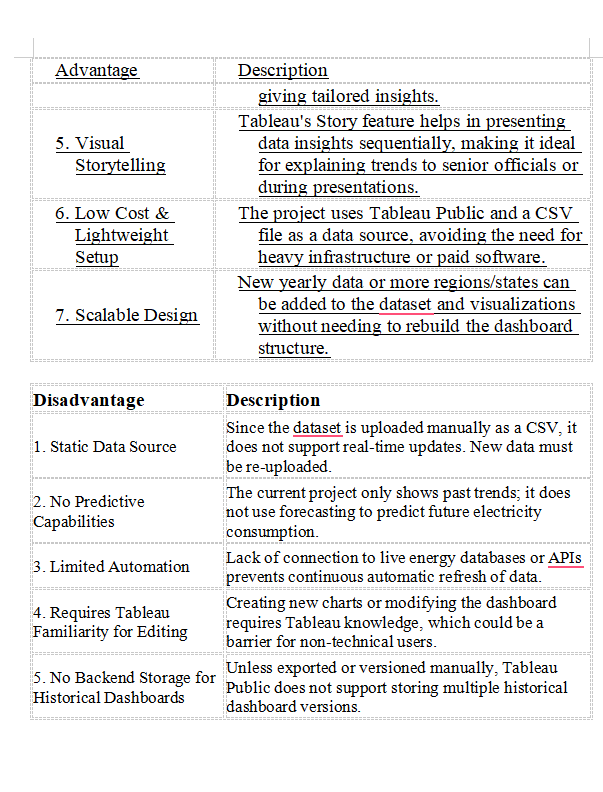 Advantage Description
giving tailored insights.
Tableau's Story feature helps in presenting
5. Visual data insights sequentially, making it ideal
Storytelling for explaining trends to senior officials or
during presentations.
6. Low Cost & The project uses Tableau Public and a CSV
Lightweight file as a data source, avoiding the need for
Setup heavy infrastructure or paid software.
New yearly data or more regions/states can
be added to the dataset and visualizations
7. Scalable Design without needing to rebuild the dashboard
structure.
Disadvantage Description
Since the dataset is uploaded manually as a CSV, it
1. Static Data Source does not support real-time updates. New data must
be re-uploaded.
2. No Predictive The current project only shows past trends; it does
Capabilities not use forecasting to predict future electricity
consumption.
3. Limited Automation Lack of connection to live energy databases or APIs
prevents continuous automatic refresh of data.
4. Requires Tableau Creating new charts or modifying the dashboard
Familiarity for Editing requires Tableau knowledge, which could be a
barrier for non-technical users.
5. No Backend Storage for Unless exported or versioned manually, Tableau
Historical Dashboards Public does not support storing multiple historical
dashboard versions.